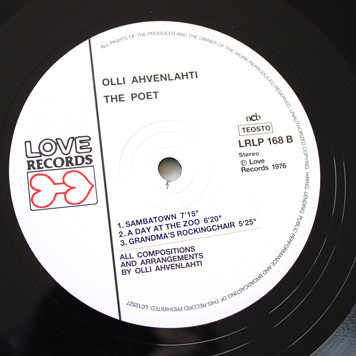 ALL RIGHTS OF THE PRODUCER AND THE OWNER OF THE WORK REPRODUCED RESERVED. UNAUTHORIZED COPYING, HIRING, LENDING, PUBLIC PERFORMANCE AND BROADCASTING OF THIS RECORD PROHIBITED. LC12527
OLLI AHVENLAHTI
THE POET
ncb
TEOSTO
LRLP 168 B
Stereo
Ⓟ Love
Records 1976
LOVE
RECORDS
1. SAMBATOWN 7'15"
2. A DAY AT THE ZOO 6'20"
3. GRANDMA'S ROCKINGCHAIR 5'25"
ALL COMPOSITIONS
AND ARRANGEMENTS
BY OLLI AHVENLAHTI